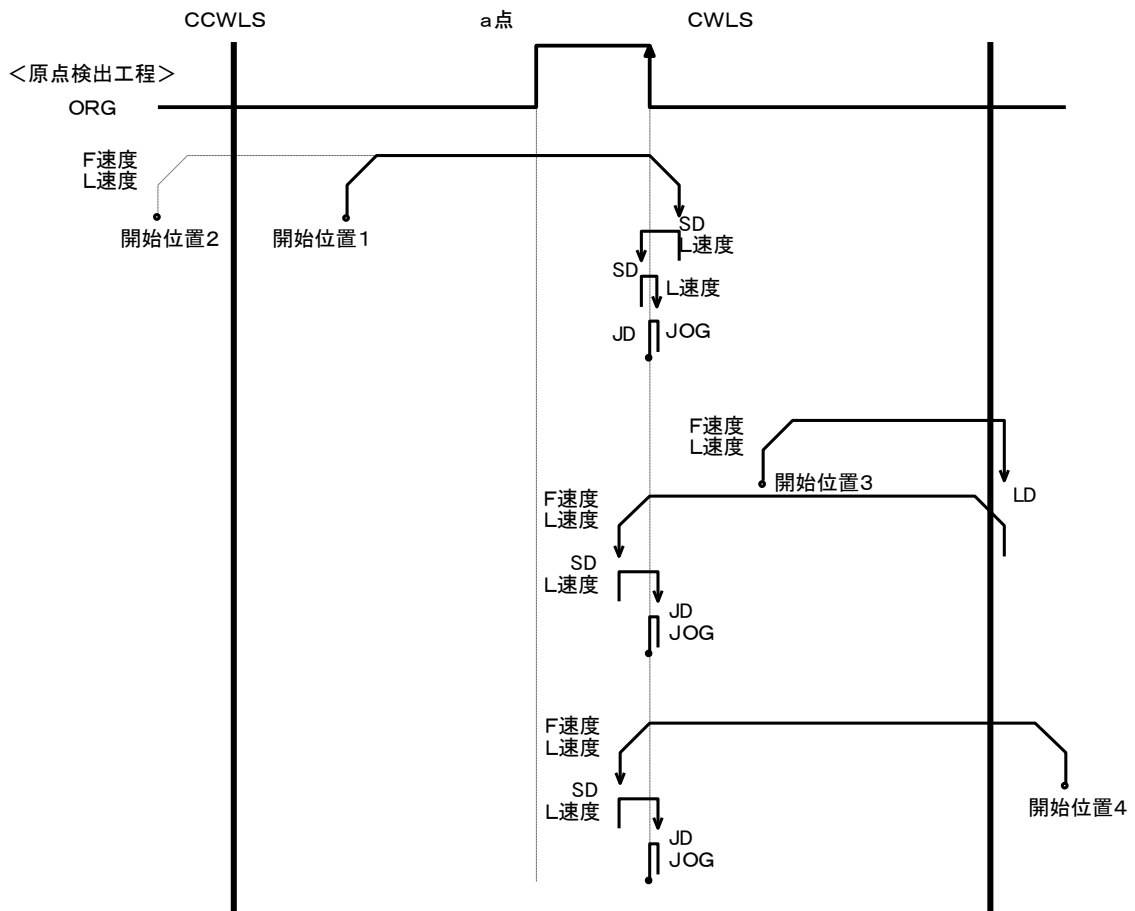 CCWLS
a点
CWLS
<原点検出工程>
ORG
F速度
L速度
開始位置2
開始位置1
SD
L速度
SD
L速度
JD
JOG
F速度
L速度
開始位置3
LD
F速度
L速度
SD
L速度
JD
JOG
F速度
L速度
開始位置4
SD
L速度
JD
JOG